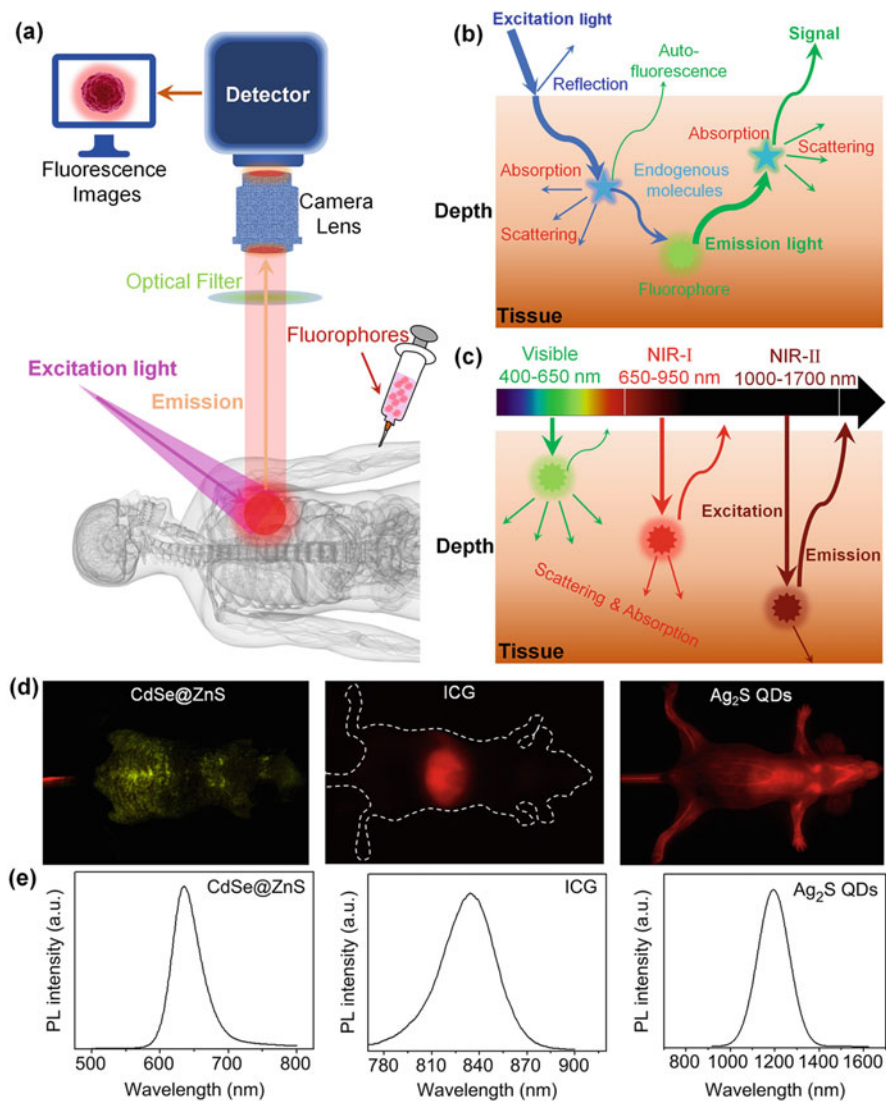 (a)
Detector
Fluorescence
Images
Camera
Lens
Optical Filter
Fluorophores
Excitation light
Emission
(b)
Excitation light
Reflection
Auto-
fluorescence
Signal
Absorption
Scattering
Endogenous
molecules
Absorption
Scattering
Depth
Emission light
Fluorophore
Tissue
(c)
Visible
400-650 nm
NIR-I
650-950 nm
NIR-II
1000-1700 nm
Excitation
Emission
Depth
Scattering & Absorption
Tissue
(d)
CdSe@ZnS
ICG
Ag₂S QDs
(e)
CdSe@ZnS
PL intensity (a.u.)
500 600 700 800
Wavelength (nm)
ICG
PL intensity (a.u.)
780 810 840 870 900
Wavelength (nm)
Ag₂S QDs
PL intensity (a.u.)
800 1000 1200 1400 1600
Wavelength (nm)